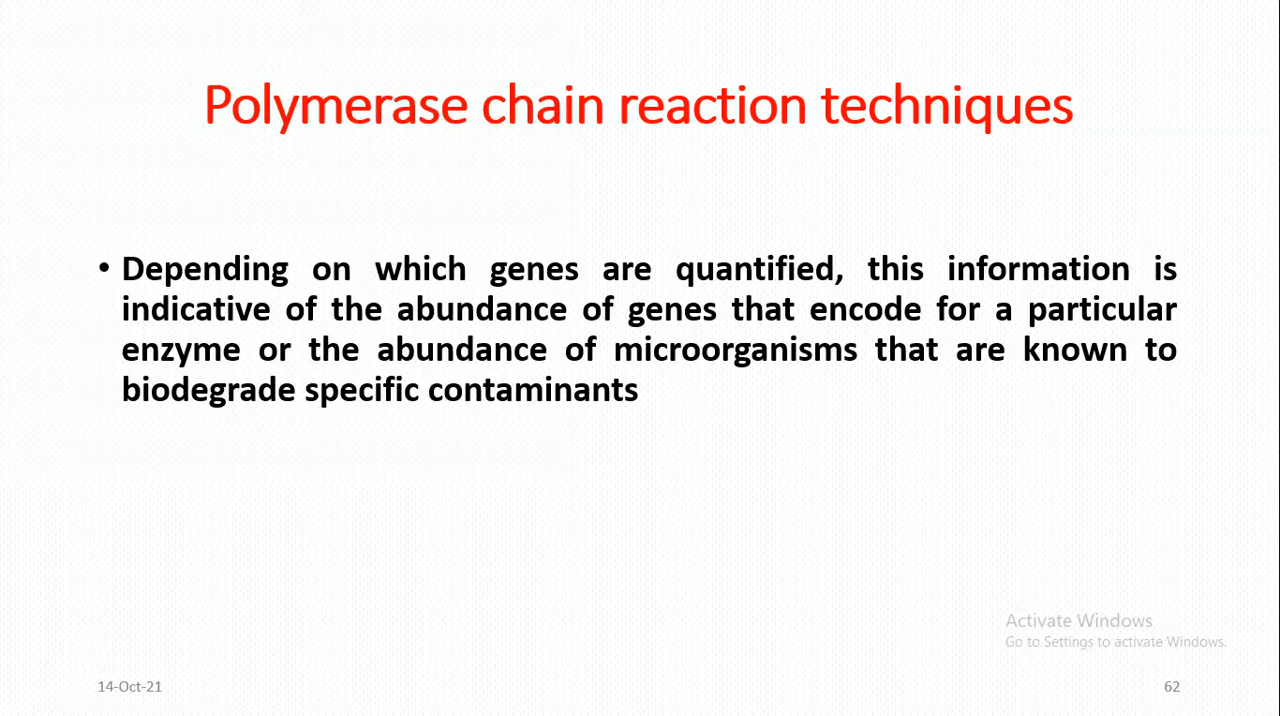 Polymerase chain reaction techniques
• Depending on which genes are quantified, this information is
indicative of the abundance of genes that encode for a particular
enzyme or the abundance of microorganisms that are known to
biodegrade specific contaminants
Activate Windows
Go to Settings to activate Windows.
14-Oct-21
62